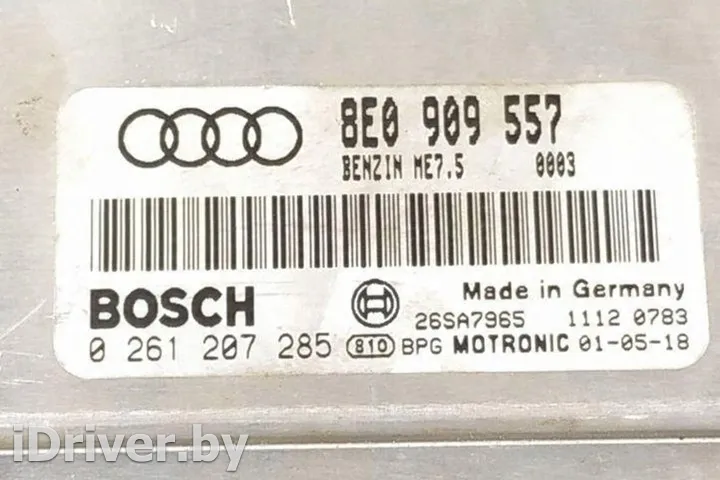 8E0 909 557
BENZIN ME7.5 0003
BOSCH
Made in Germany
26SA7965 1112 0783
0 261 207 285 810 BPG MOTRONIC 01-05-18
iDriver.by